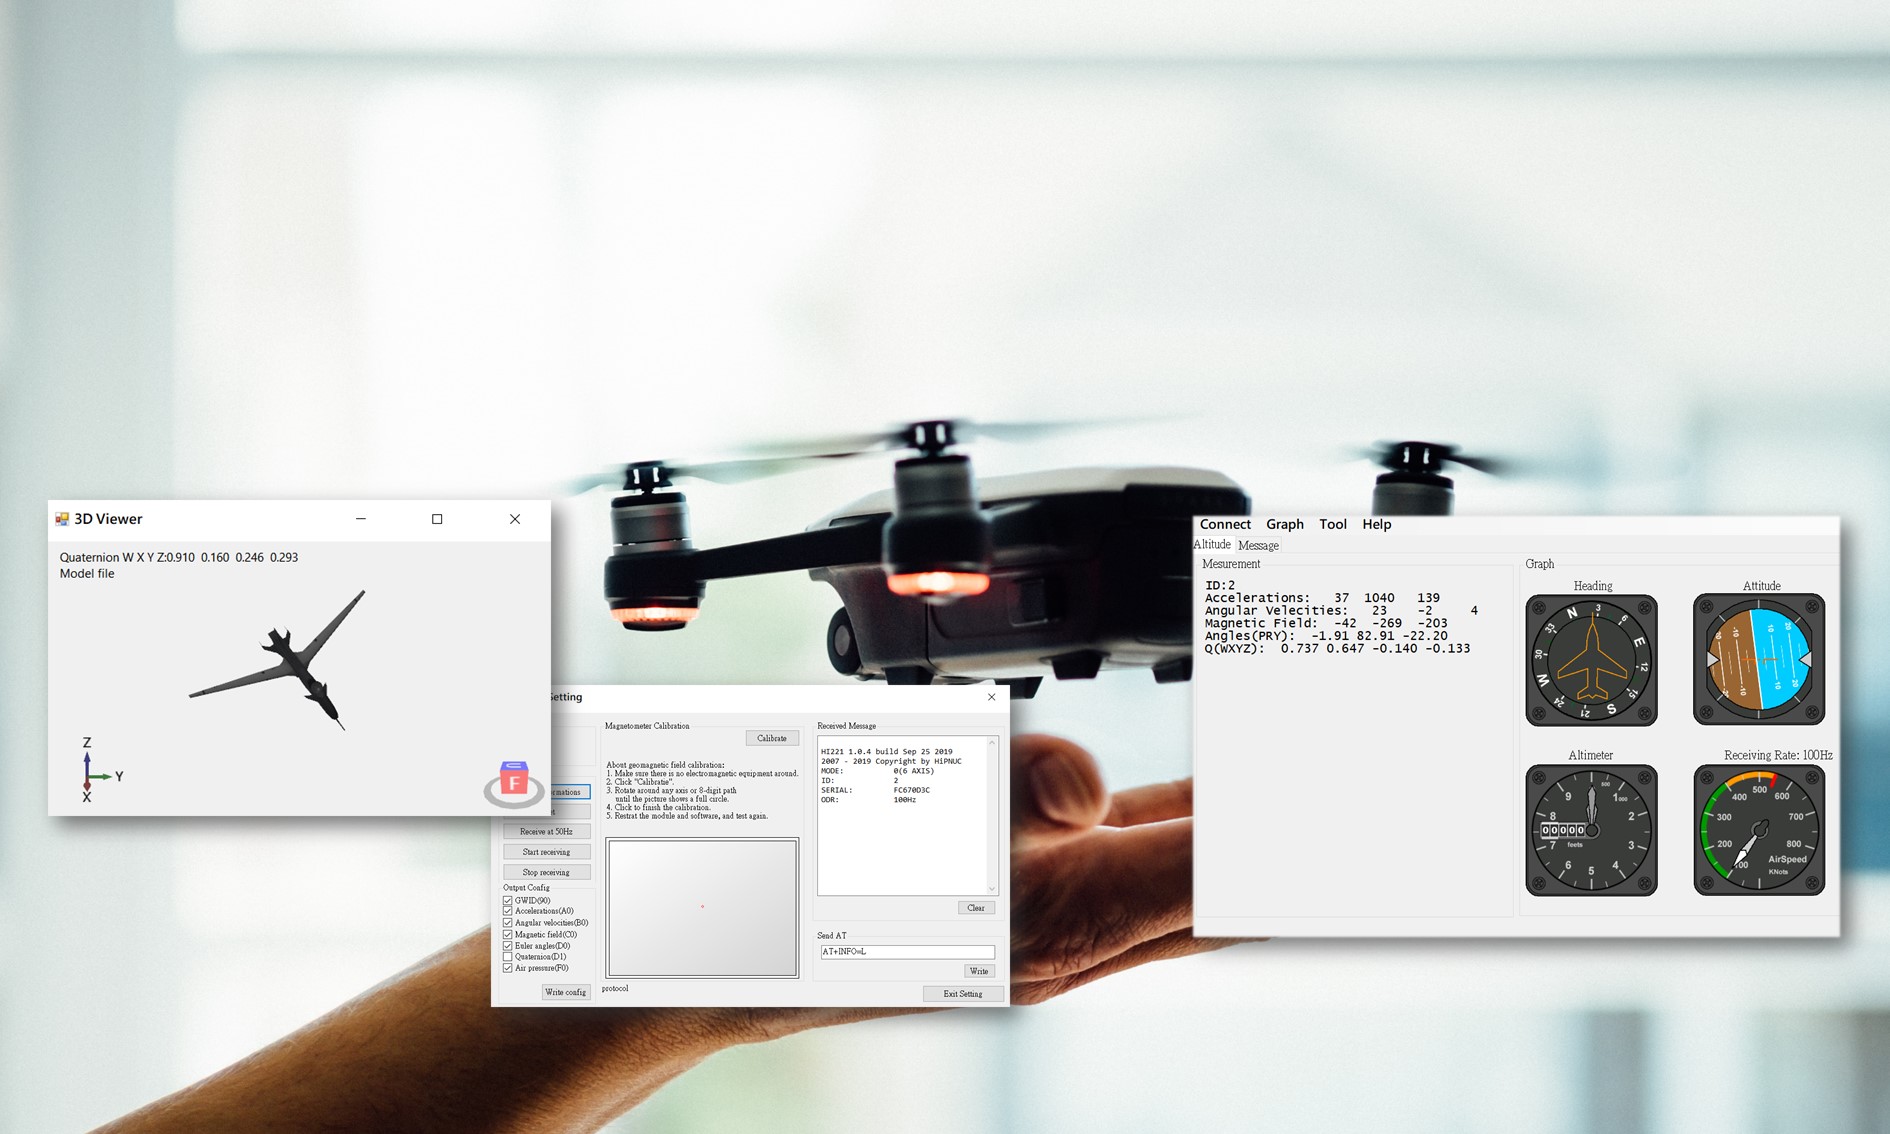 3D Viewer
Quaternion W X Y Z:0.910 0.160 0.246 0.293
Model file
Z
Y
X
F
etting
Magnetometer Calibration
Calibrate
About geomagnetic field calibration:
1. Make sure there is no electromagnetic equipment around.
2. Click "Calibratie".
3. Rotate around any axis or 8-digit path
until the picture shows a full circle.
4. Click to finish the calibration.
5. Restrat the module and software, and test again.
ormations
et
Receive at 50Hz
Start receiving
Stop receiving
Output Config
GWID(90)
Accelerations(A0)
Angular velocities(B0)
Magnetic field(C0)
Euler angles(D0)
Quaternion(D1)
Air pressure(F0)
Write config
protocol
Received Message
HI221 1.0.4 build Sep 25 2019
2007 - 2019 Copyright by HiPNUC
MODE: 0(6 AXIS)
ID: 2
SERIAL: FC670D3C
ODR: 100Hz
Clear
Send AT
AT+INFO=L
Write
Exit Setting
Connect Graph Tool Help
Altitude Message
Mesurement
ID:2
Accelerations: 37 1040 139
Angular Velecities: 23 -2 4
Magnetic Field: -42 -269 -203
Angles(PRY): -1.91 82.91 -22.20
Q(WXYZ): 0.737 0.647 -0.140 -0.133
Graph
Heading
N 3 6 E 12 15 S 21 24 W 30 33
Attitude
10 -10 10 20
-10 10 20
Altimeter
9 1000 8 2 7 3 6 5 4
00000
feets
Receiving Rate: 100Hz
500 400 600 300 700 200 800 00
AirSpeed
KNots